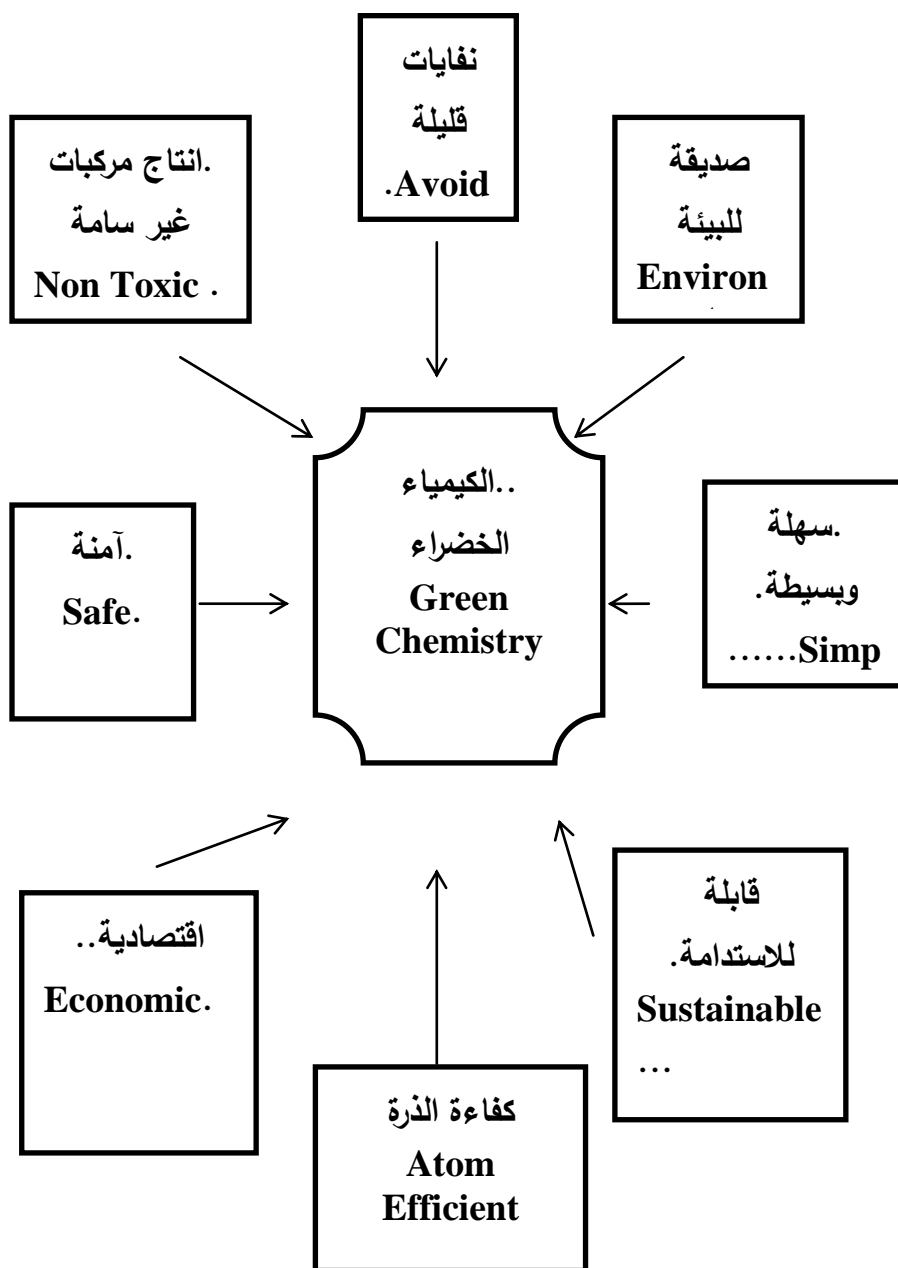 نفايات
قليلة
Avoid.
.انتاج مركبات
غير سامة
Non Toxic .
صديقة
للبيئة
Environ
..الكيمياء
الخضراء
Green
Chemistry
.آمنة
Safe.
.سهلة
وبسيطة.
Simp......
اقتصادية..
Economic.
قابلة
للاستدامة.
Sustainable
...
كفاءة الذرة
Atom
Efficient